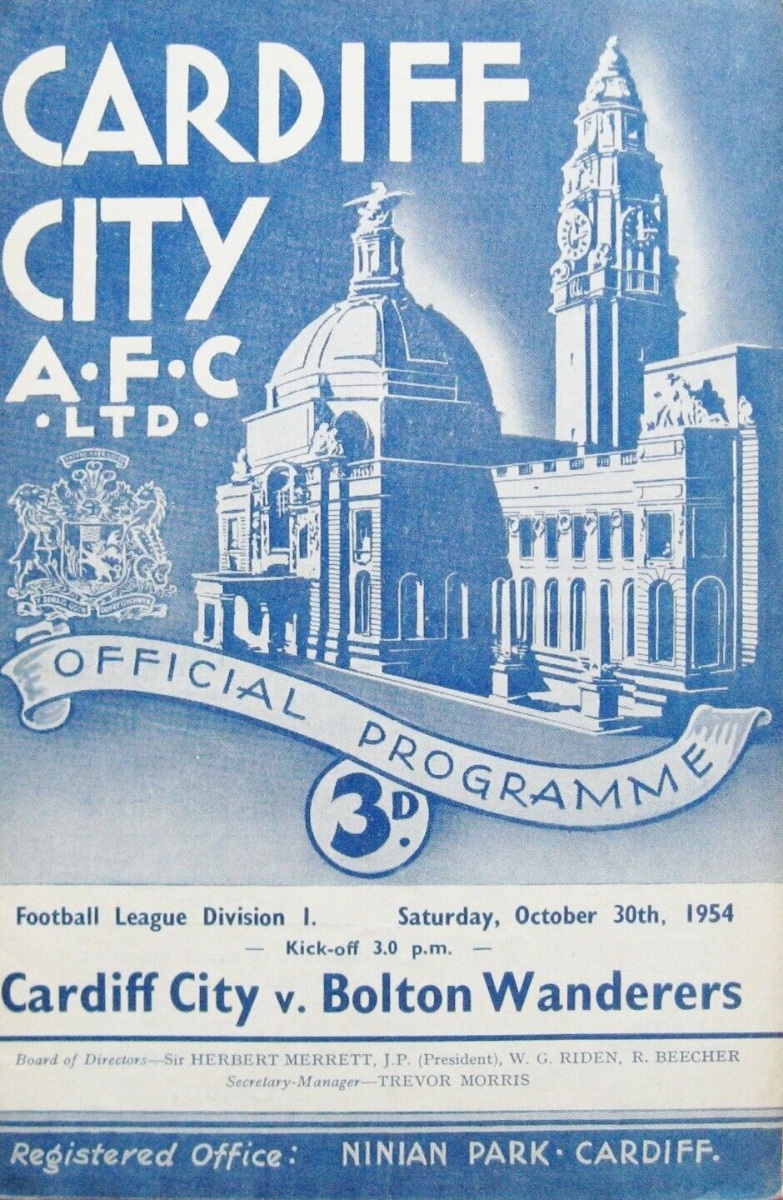 CARDIFF
CITY
A·F·C
·LTD·
OFFICIAL PROGRAMME
3D.
Football League Division 1. Saturday, October 30th, 1954
— Kick-off 3.0 p.m. —
Cardiff City v. Bolton Wanderers
Board of Directors—Sir HERBERT MERRETT, J.P. (President), W. G. RIDEN, R. BEECHER
Secretary-Manager—TREVOR MORRIS
Registered Office: NINIAN PARK · CARDIFF.